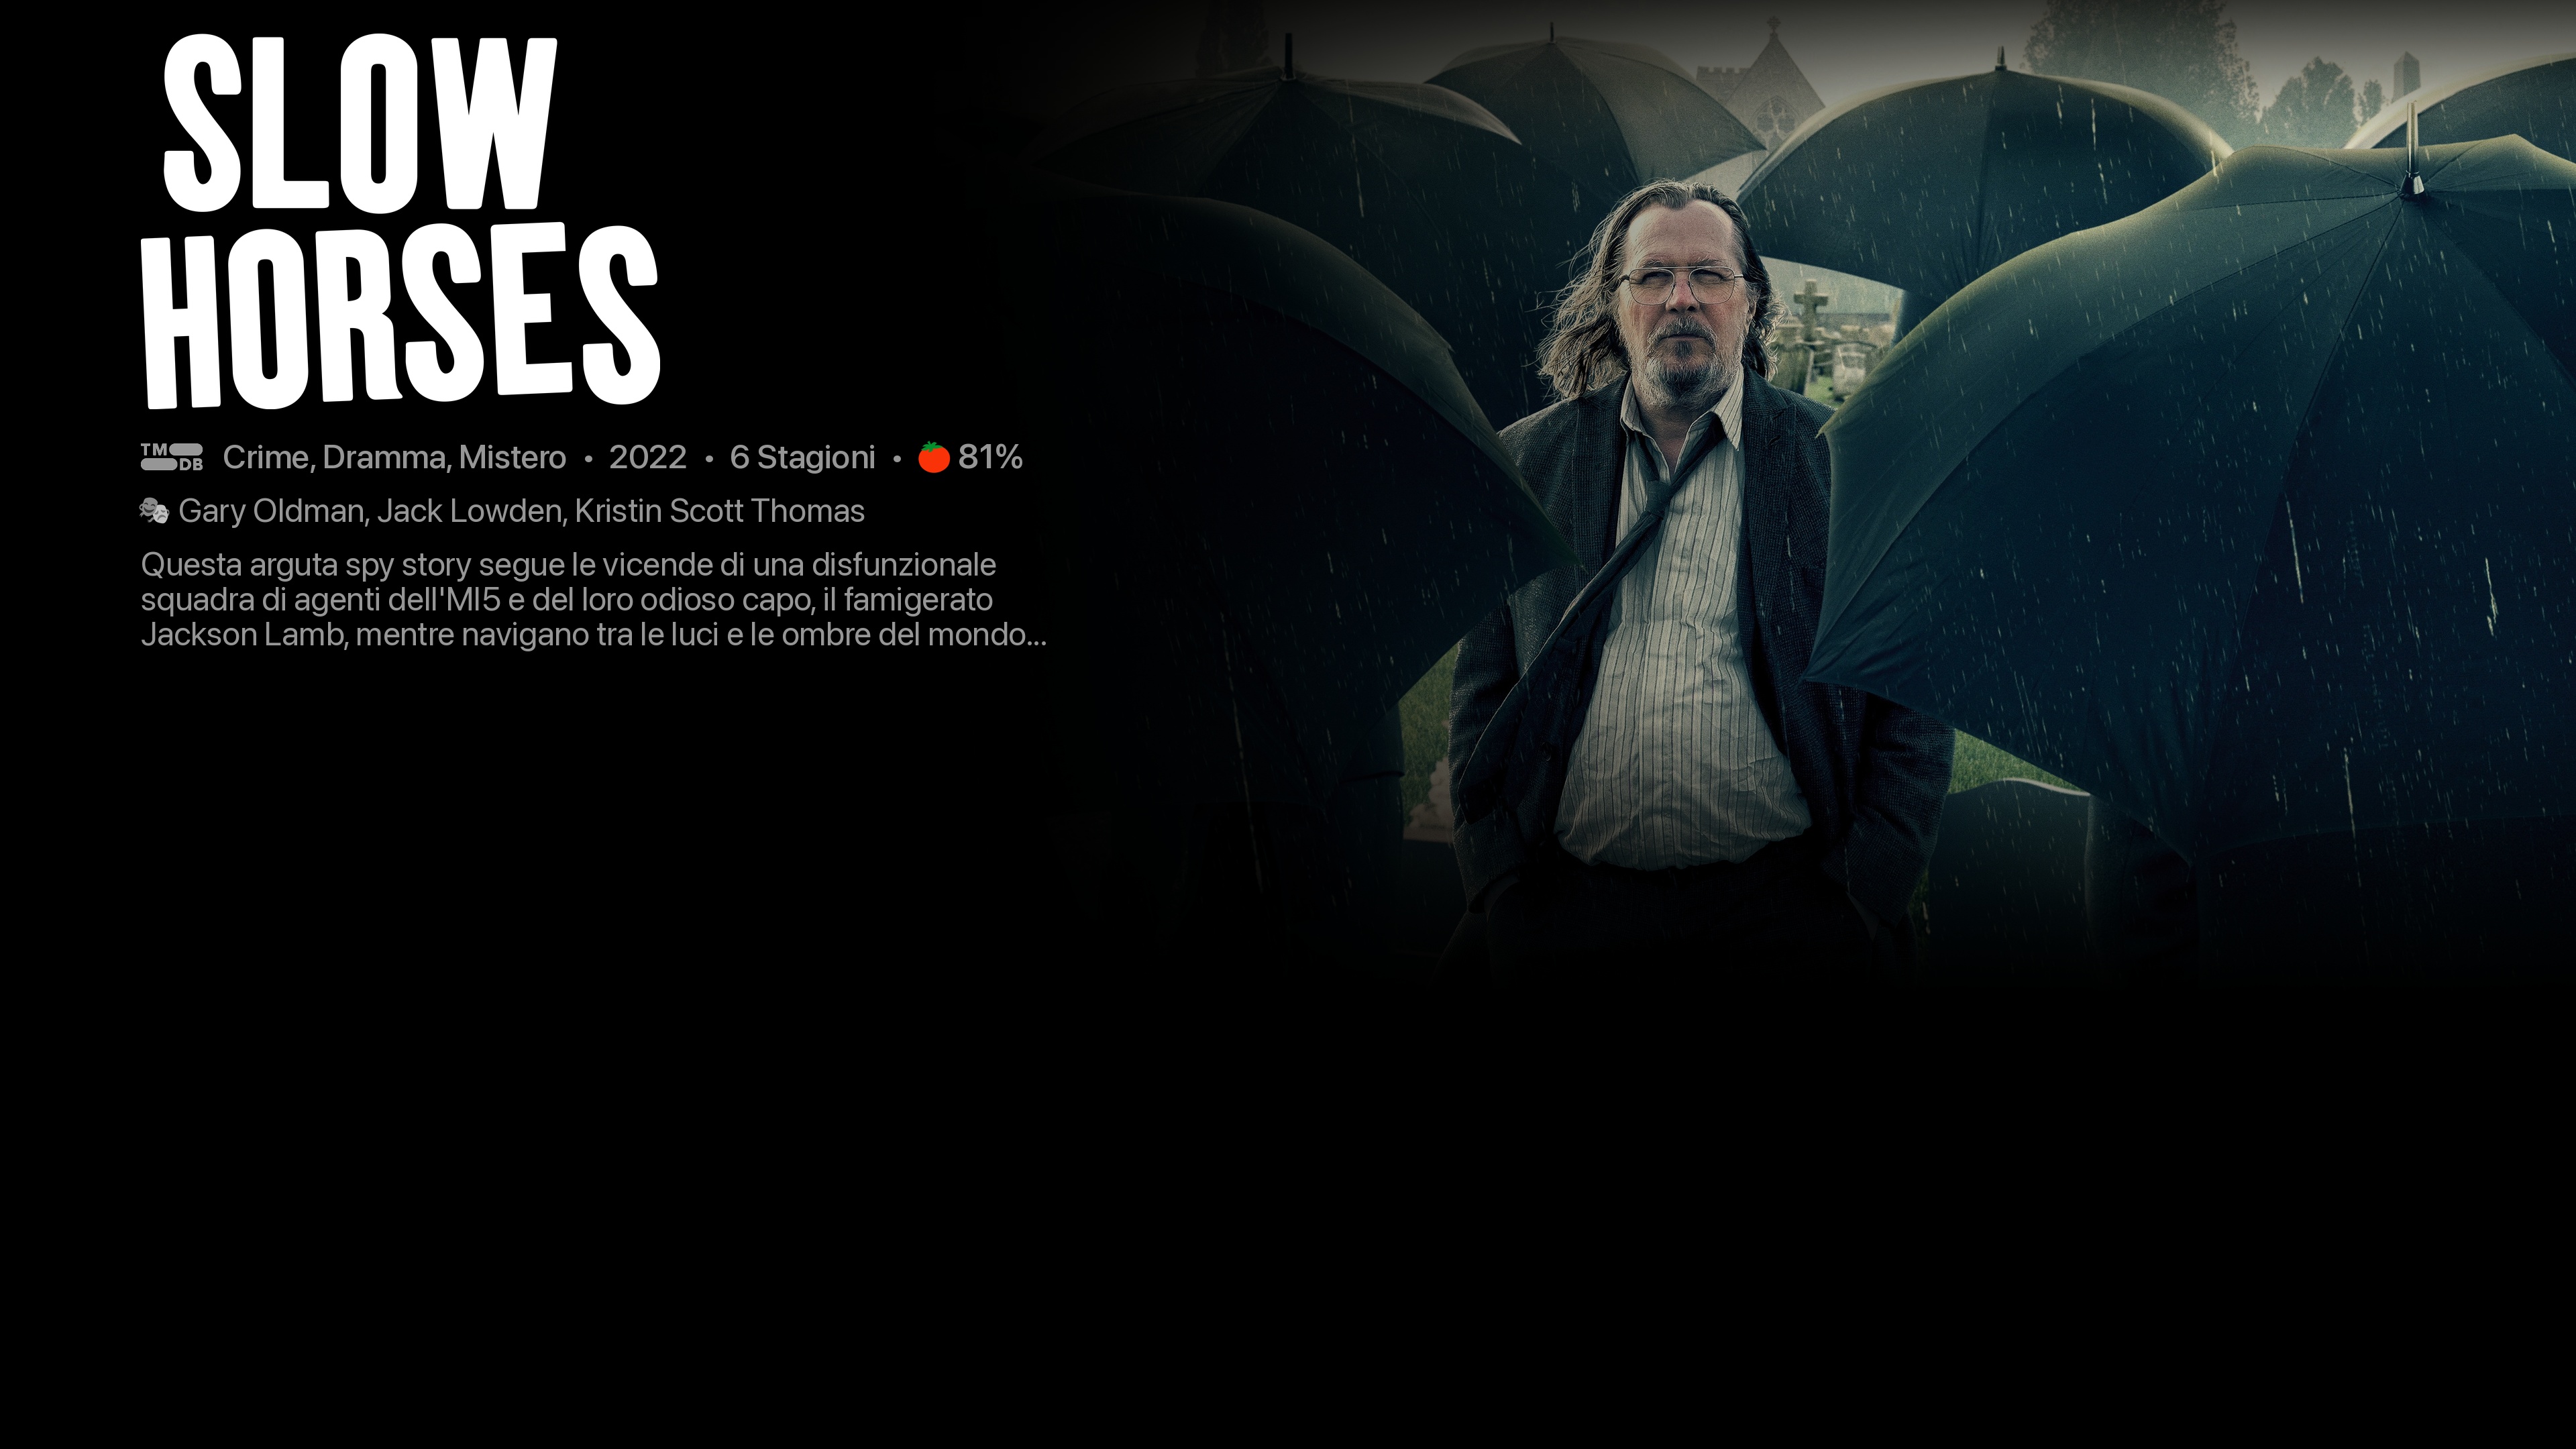 SLOW
HORSES
TMDB Crime, Dramma, Mistero • 2022 • 6 Stagioni • 81%
Gary Oldman, Jack Lowden, Kristin Scott Thomas
Questa arguta spy story segue le vicende di una disfunzionale
squadra di agenti dell'MI5 e del loro odioso capo, il famigerato
Jackson Lamb, mentre navigano tra le luci e le ombre del mondo...